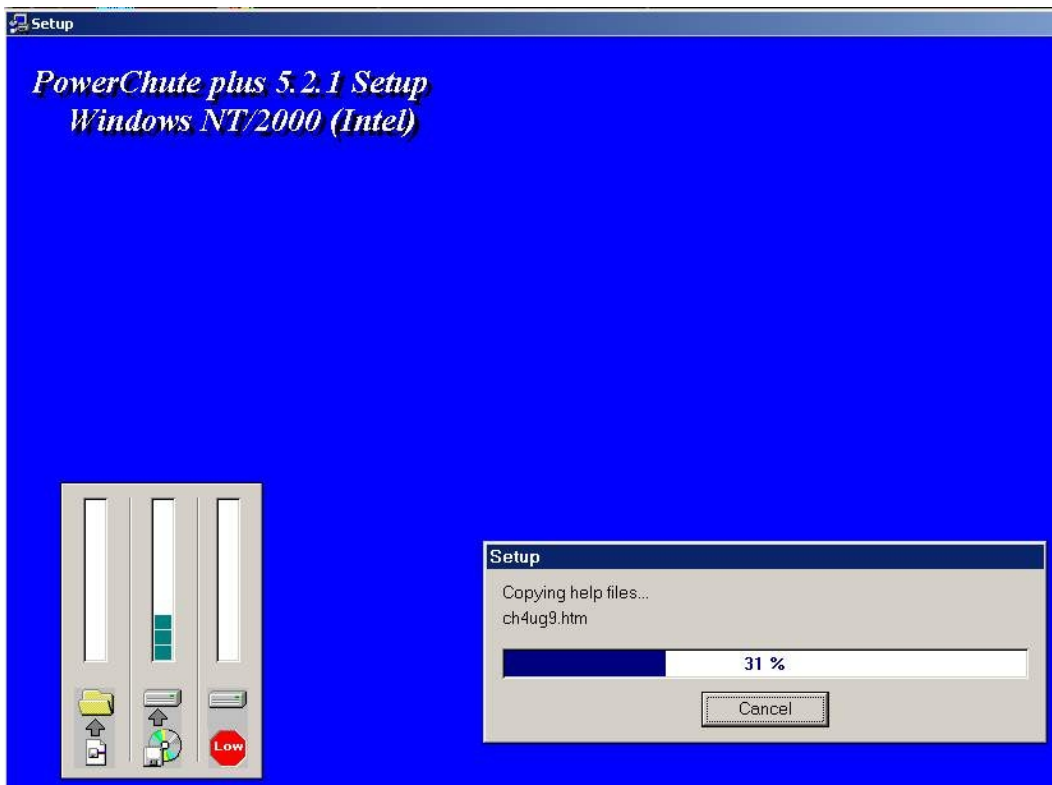 Setup
PowerChute plus 5.2.1 Setup
Windows NT/2000 (Intel)
Setup
Copying help files...
ch4ug9.htm
31 %
Cancel
Low